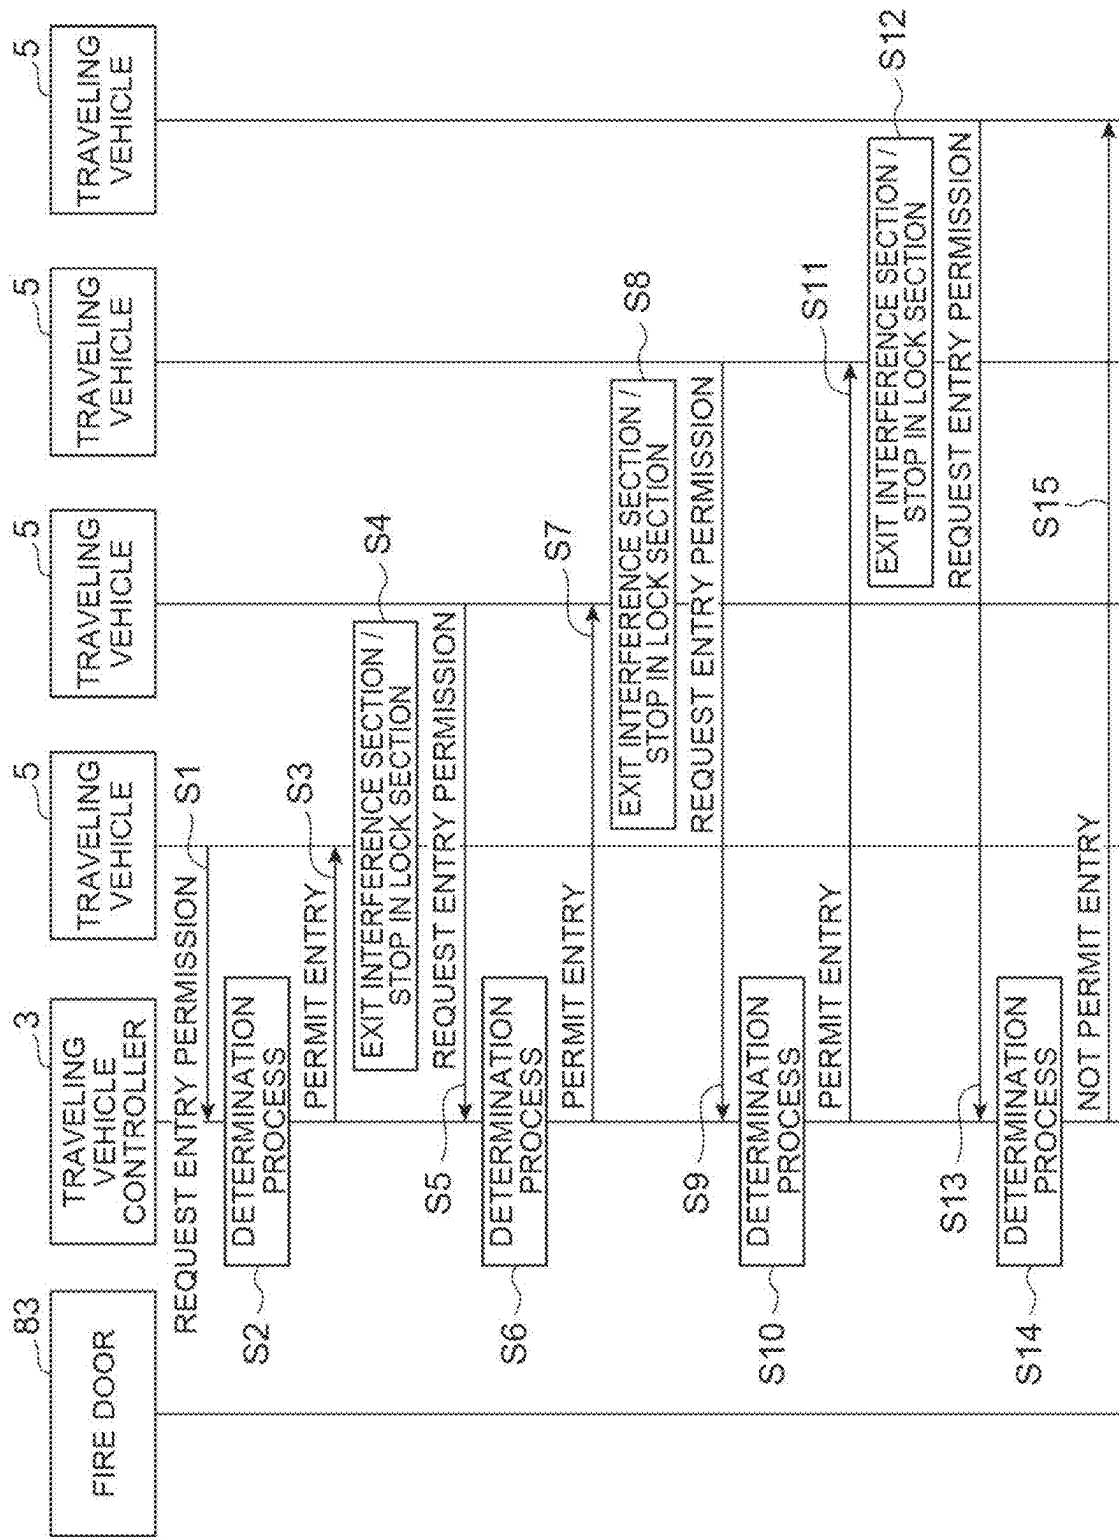 83
FIRE DOOR
3
TRAVELING
VEHICLE
CONTROLLER
5
TRAVELING
VEHICLE
5
TRAVELING
VEHICLE
5
TRAVELING
VEHICLE
5
TRAVELING
VEHICLE
REQUEST ENTRY PERMISSION
S1
S2
DETERMINATION
PROCESS
PERMIT ENTRY
S3
EXIT INTERFERENCE SECTION /
STOP IN LOCK SECTION
S4
REQUEST ENTRY PERMISSION
S5
S6
DETERMINATION
PROCESS
PERMIT ENTRY
S7
EXIT INTERFERENCE SECTION /
STOP IN LOCK SECTION
S8
REQUEST ENTRY PERMISSION
S9
S10
DETERMINATION
PROCESS
PERMIT ENTRY
S11
EXIT INTERFERENCE SECTION /
STOP IN LOCK SECTION
S12
REQUEST ENTRY PERMISSION
S13
S14
DETERMINATION
PROCESS
NOT PERMIT ENTRY
S15